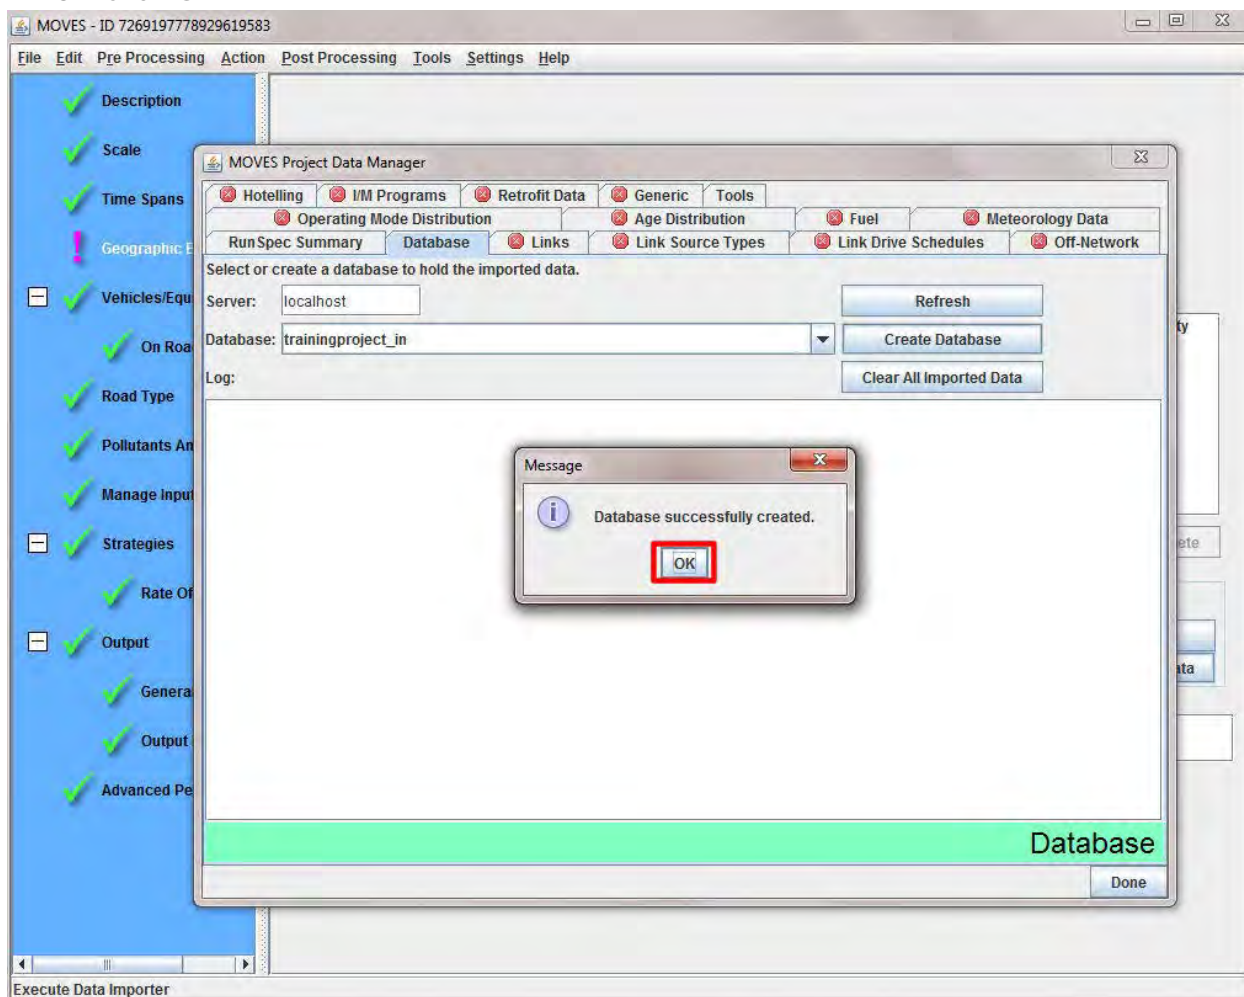 MOVES - ID 7269197778929619583
File Edit Pre Processing Action Post Processing Tools Settings Help
Description
Scale
Time Spans
Geographic B
Vehicles/Equ
On Roa
Road Type
Pollutants An
Manage Input
Strategies
Rate Of
Output
Genera
Output
Advanced Pe
MOVES Project Data Manager
Hotelling I/M Programs Retrofit Data Generic Tools
Operating Mode Distribution Age Distribution Fuel Meteorology Data
RunSpec Summary Database Links Link Source Types Link Drive Schedules Off-Network
Select or create a database to hold the imported data.
Server: localhost Refresh
Database: trainingproject_in Create Database
Log: Clear All Imported Data
Message
Database successfully created.
OK
Database
Done
ty
ete
ata
Execute Data Importer